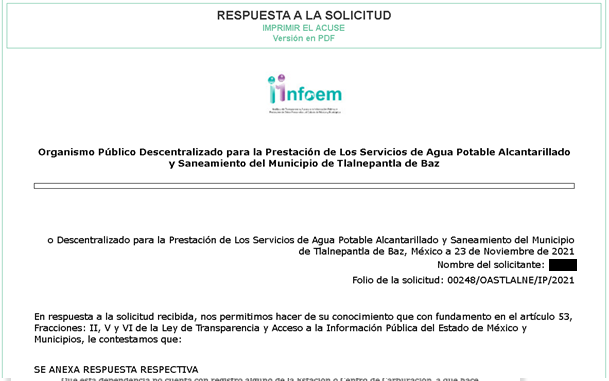 RESPUESTA A LA SOLICITUD
IMPRIMIR EL ACUSE
Versión en PDF
infoem
Organismo Público Descentralizado para la Prestación de Los Servicios de Agua Potable Alcantarillado
y Saneamiento del Municipio de Tlalnepantla de Baz
o Descentralizado para la Prestación de Los Servicios de Agua Potable Alcantarillado y Saneamiento del Municipio
de Tlalnepantla de Baz, México a 23 de Noviembre de 2021
Nombre del solicitante:
Folio de la solicitud: 00248/OASTLALNE/IP/2021
En respuesta a la solicitud recibida, nos permitimos hacer de su conocimiento que con fundamento en el artículo 53,
Fracciones: II, V y VI de la Ley de Transparencia y Acceso a la Información Pública del Estado de México y
Municipios, le contestamos que:
SE ANEXA RESPUESTA RESPECTIVA